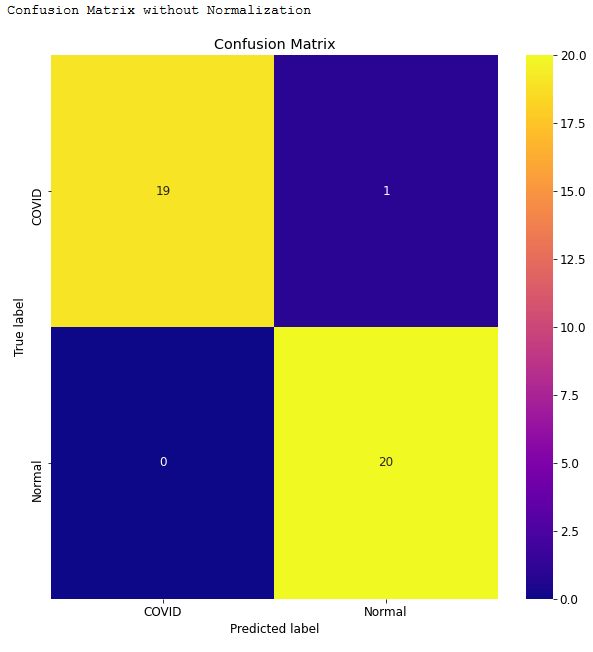 Confusion Matrix without Normalization
Confusion Matrix
COVID
19
1
True label
Normal
0
20
COVID
Normal
Predicted label
20.0
17.5
15.0
12.5
10.0
7.5
5.0
2.5
0.0